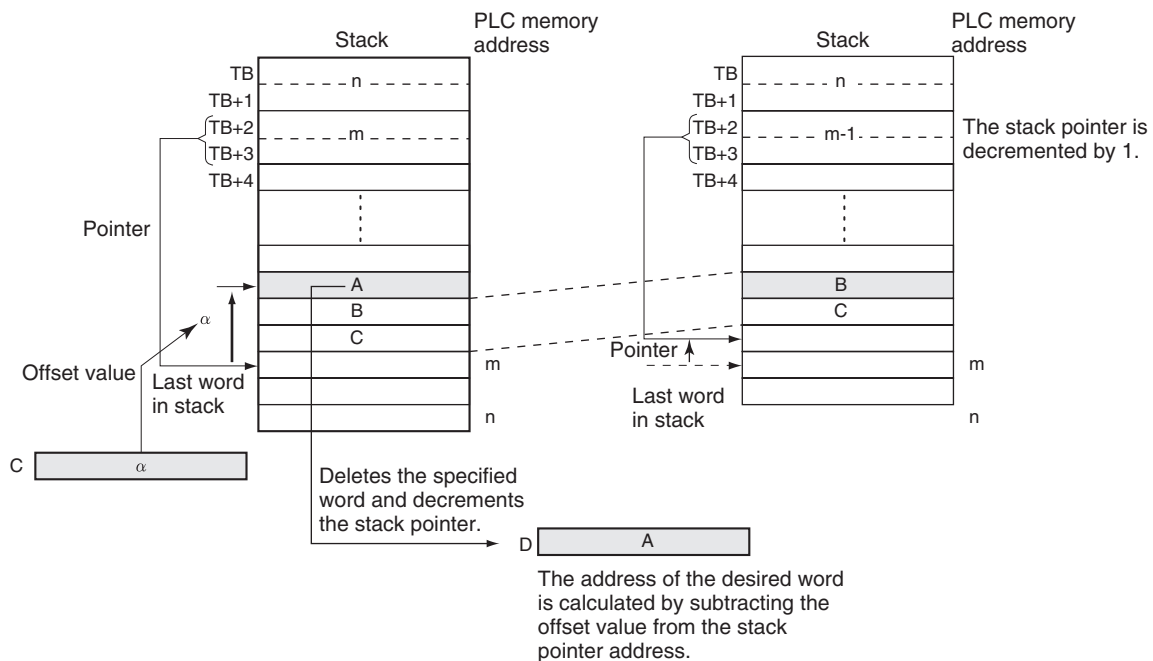 PLC memory
address
Stack
TB
n
TB+1
TB+2
m
TB+3
TB+4
Pointer
A
B
C
α
Offset value
Last word
in stack
m
n
C
α
Deletes the specified
word and decrements
the stack pointer.
D
A
The address of the desired word
is calculated by subtracting the
offset value from the stack
pointer address.
PLC memory
address
Stack
TB
n
TB+1
TB+2
m-1
TB+3
TB+4
The stack pointer is
decremented by 1.
B
C
Pointer
m
Last word
in stack
n